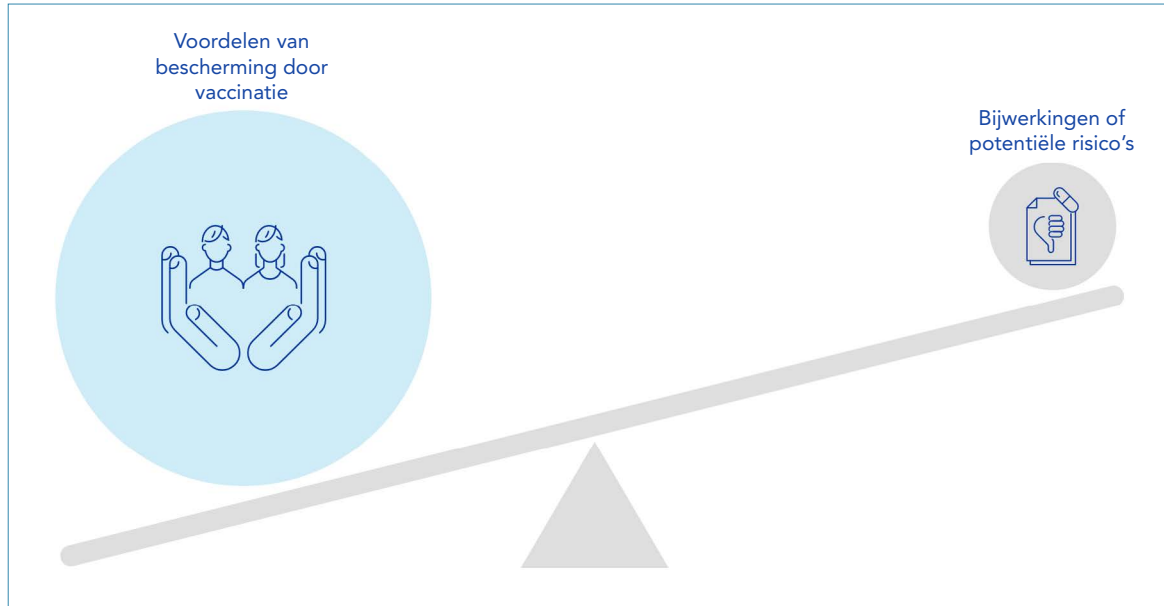 Voordelen van
bescherming door
vaccinatie
Bijwerkingen of
potentiële risico’s